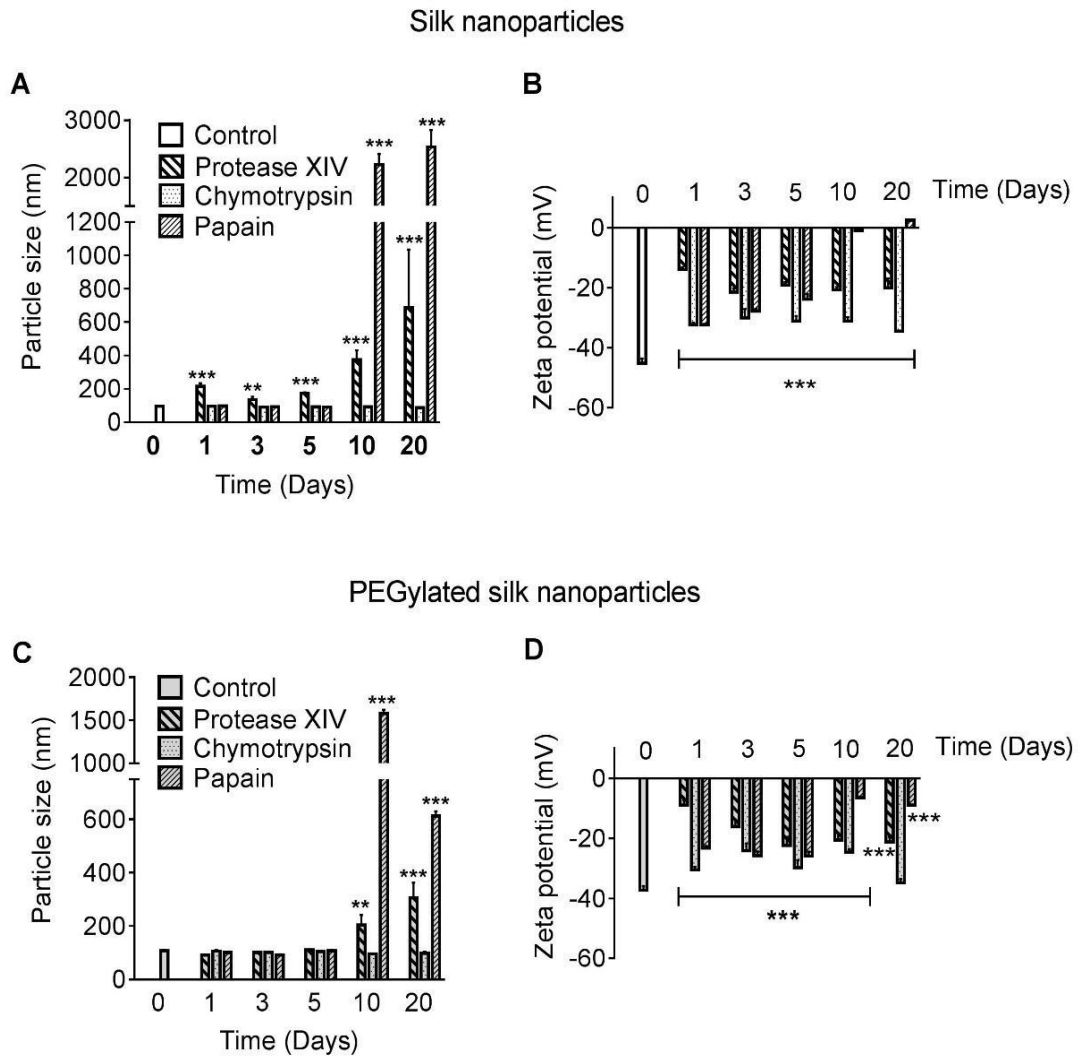 Silk nanoparticles
A
Particle size (nm)
3000
2000
1200
1000
800
600
400
200
0
Control
Protease XIV
Chymotrypsin
Papain
***
**
***
***
***
***
***
0 1 3 5 10 20
Time (Days)
B
0 1 3 5 10 20 Time (Days)
Zeta potential (mV)
0
-20
-40
-60
***
PEGylated silk nanoparticles
C
Particle size (nm)
2000
1500
1000
600
400
200
0
Control
Protease XIV
Chymotrypsin
Papain
**
***
***
***
0 1 3 5 10 20
Time (Days)
D
0 1 3 5 10 20 Time (Days)
Zeta potential (mV)
0
-20
-40
-60
***
***
***